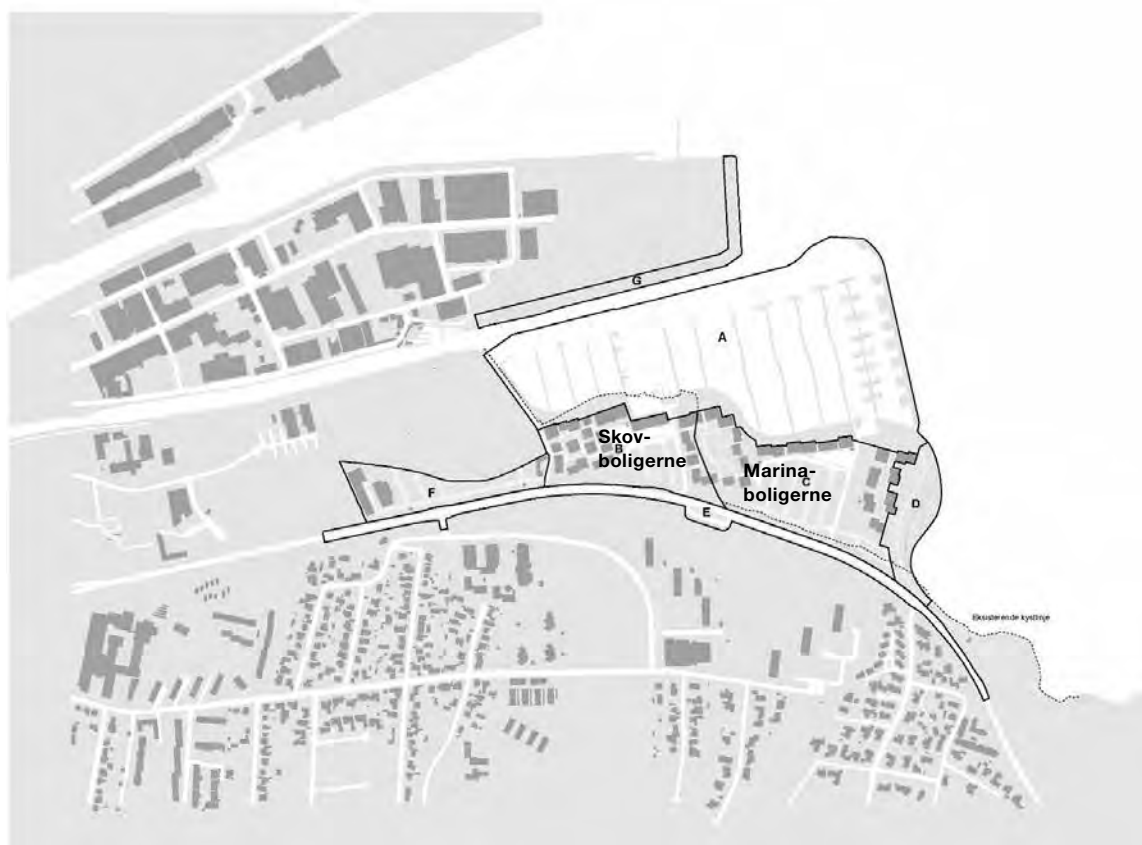 G
A
Skov-
B
boligerne
Marina-
C
boligerne
F
E
D
Eksisterende kystlinje